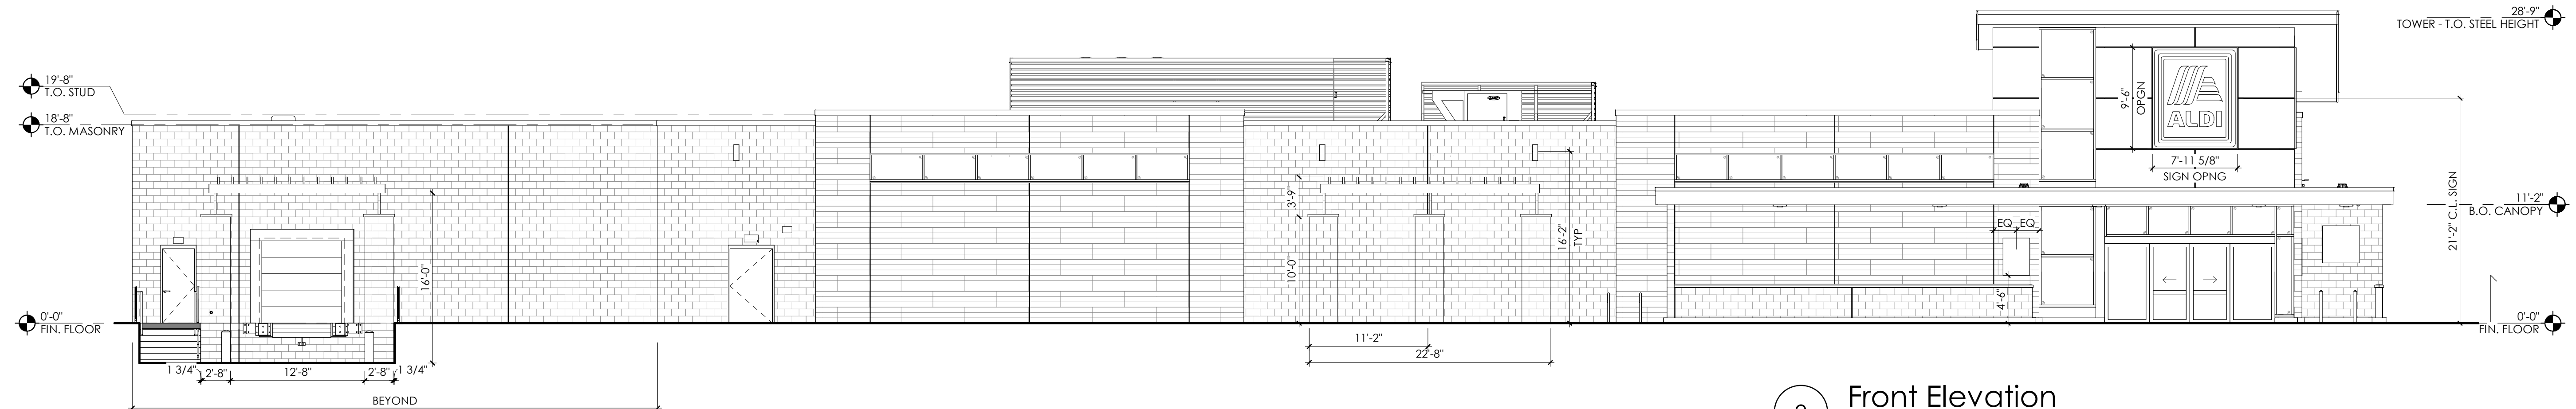 28'-9"
TOWER - T.O. STEEL HEIGHT
19'-8"
T.O. STUD
18'-8"
T.O. MASONRY
9'-6"
OPGN
ALDI
7'-11 5/8"
SIGN OPNG
21'-2" C.L. SIGN
11'-2"
B.O. CANOPY
16'-0"
3'-9"
10'-0"
16'-2"
TYP
EQ EQ
4'-6"
0'-0"
FIN. FLOOR
0'-0"
FIN. FLOOR
11'-2"
22'-8"
1 3/4" 2'-8" 12'-8" 2'-8" 1 3/4"
BEYOND
Front Elevation